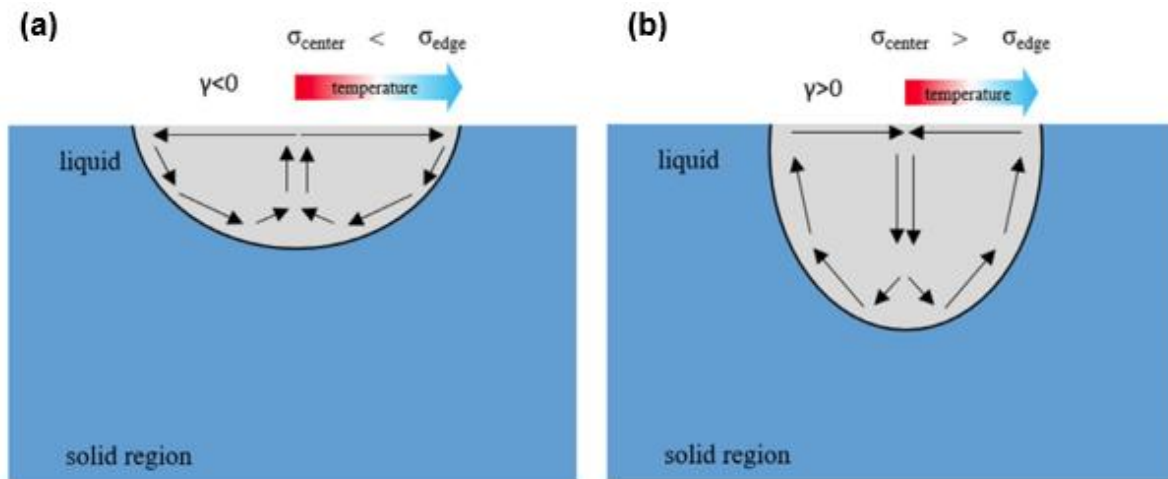 (a)
σcenter < σedge
γ<0
temperature
liquid
solid region
(b)
σcenter > σedge
γ>0
temperature
liquid
solid region